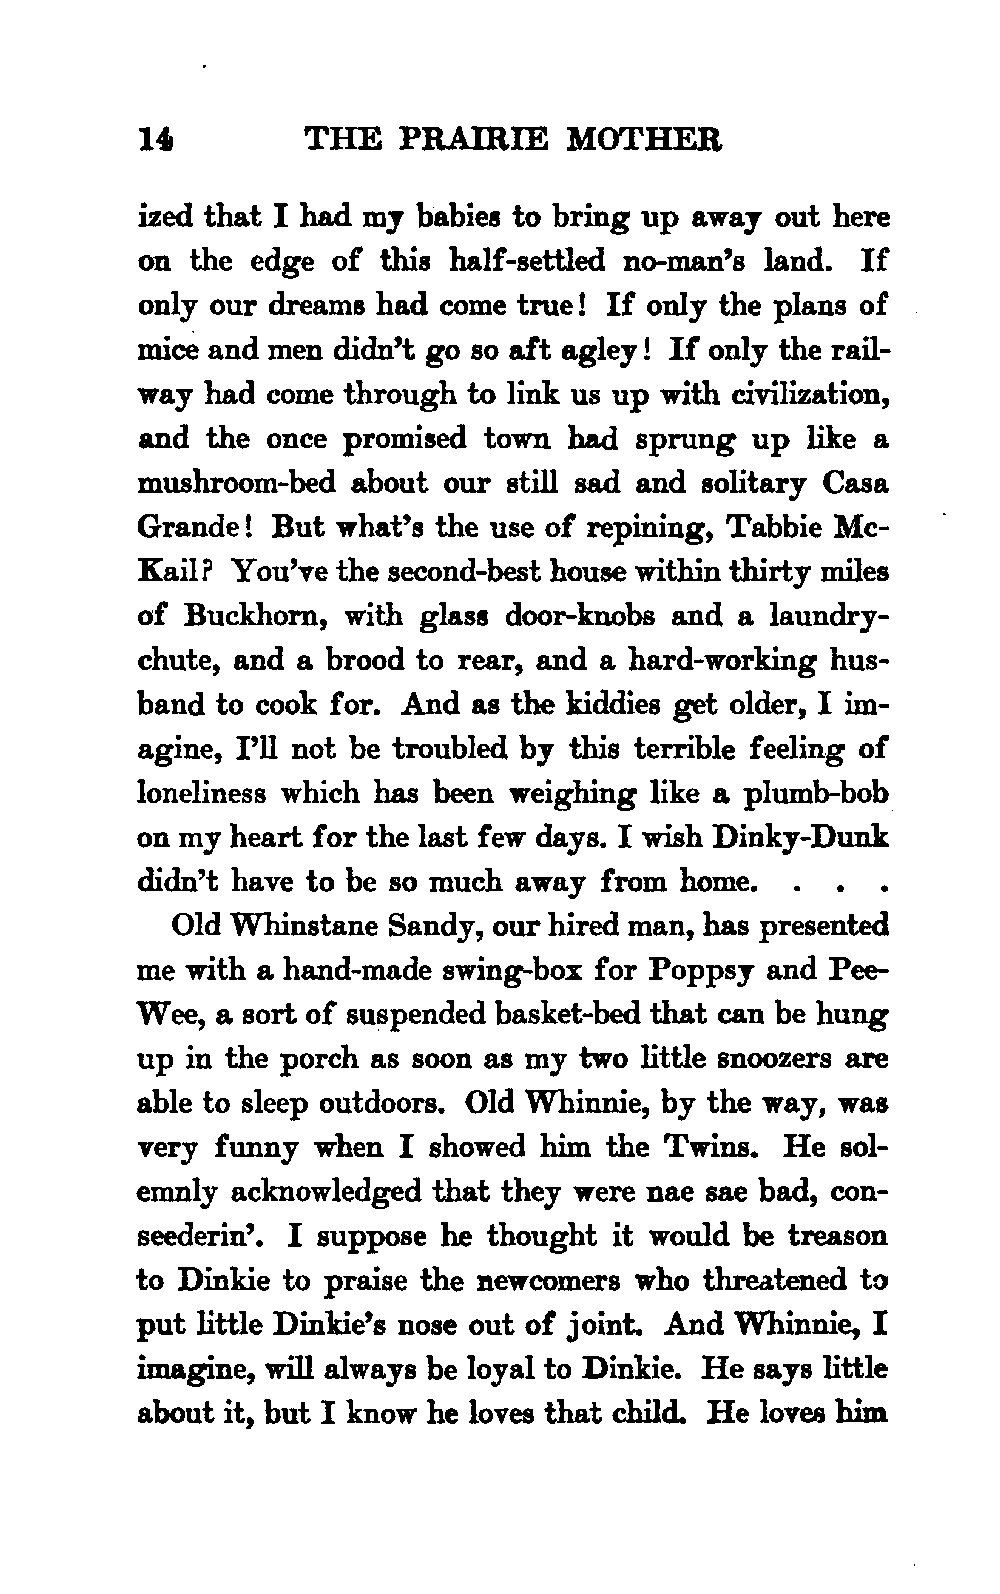 14 THE PRAIRIE MOTHER
ized that I had my babies to bring up away out here
on the edge of this half-settled no-man's land. If
only our dreams had come true! If only the plans of
mice and men didn't go so aft agley! If only the rail-
way had come through to link us up with civilization,
and the once promised town had sprung up like a
mushroom-bed about our still sad and solitary Casa
Grande! But what's the use of repining, Tabbie Mc-
Kail? You've the second-best house within thirty miles
of Buckhorn, with glass door-knobs and a laundry-
chute, and a brood to rear, and a hard-working hus-
band to cook for. And as the kiddies get older, I im-
agine, I'll not be troubled by this terrible feeling of
loneliness which has been weighing like a plumb-bob
on my heart for the last few days. I wish Dinky-Dunk
didn't have to be so much away from home. . . .
Old Whinstane Sandy, our hired man, has presented
me with a hand-made swing-box for Poppsy and Pee-
Wee, a sort of suspended basket-bed that can be hung
up in the porch as soon as my two little snoozers are
able to sleep outdoors. Old Whinnie, by the way, was
very funny when I showed him the Twins. He sol-
emnly acknowledged that they were nae sae bad, con-
seederin'. I suppose he thought it would be treason
to Dinkie to praise the newcomers who threatened to
put little Dinkie's nose out of joint. And Whinnie, I
imagine, will always be loyal to Dinkie. He says little
about it, but I know he loves that child. He loves him